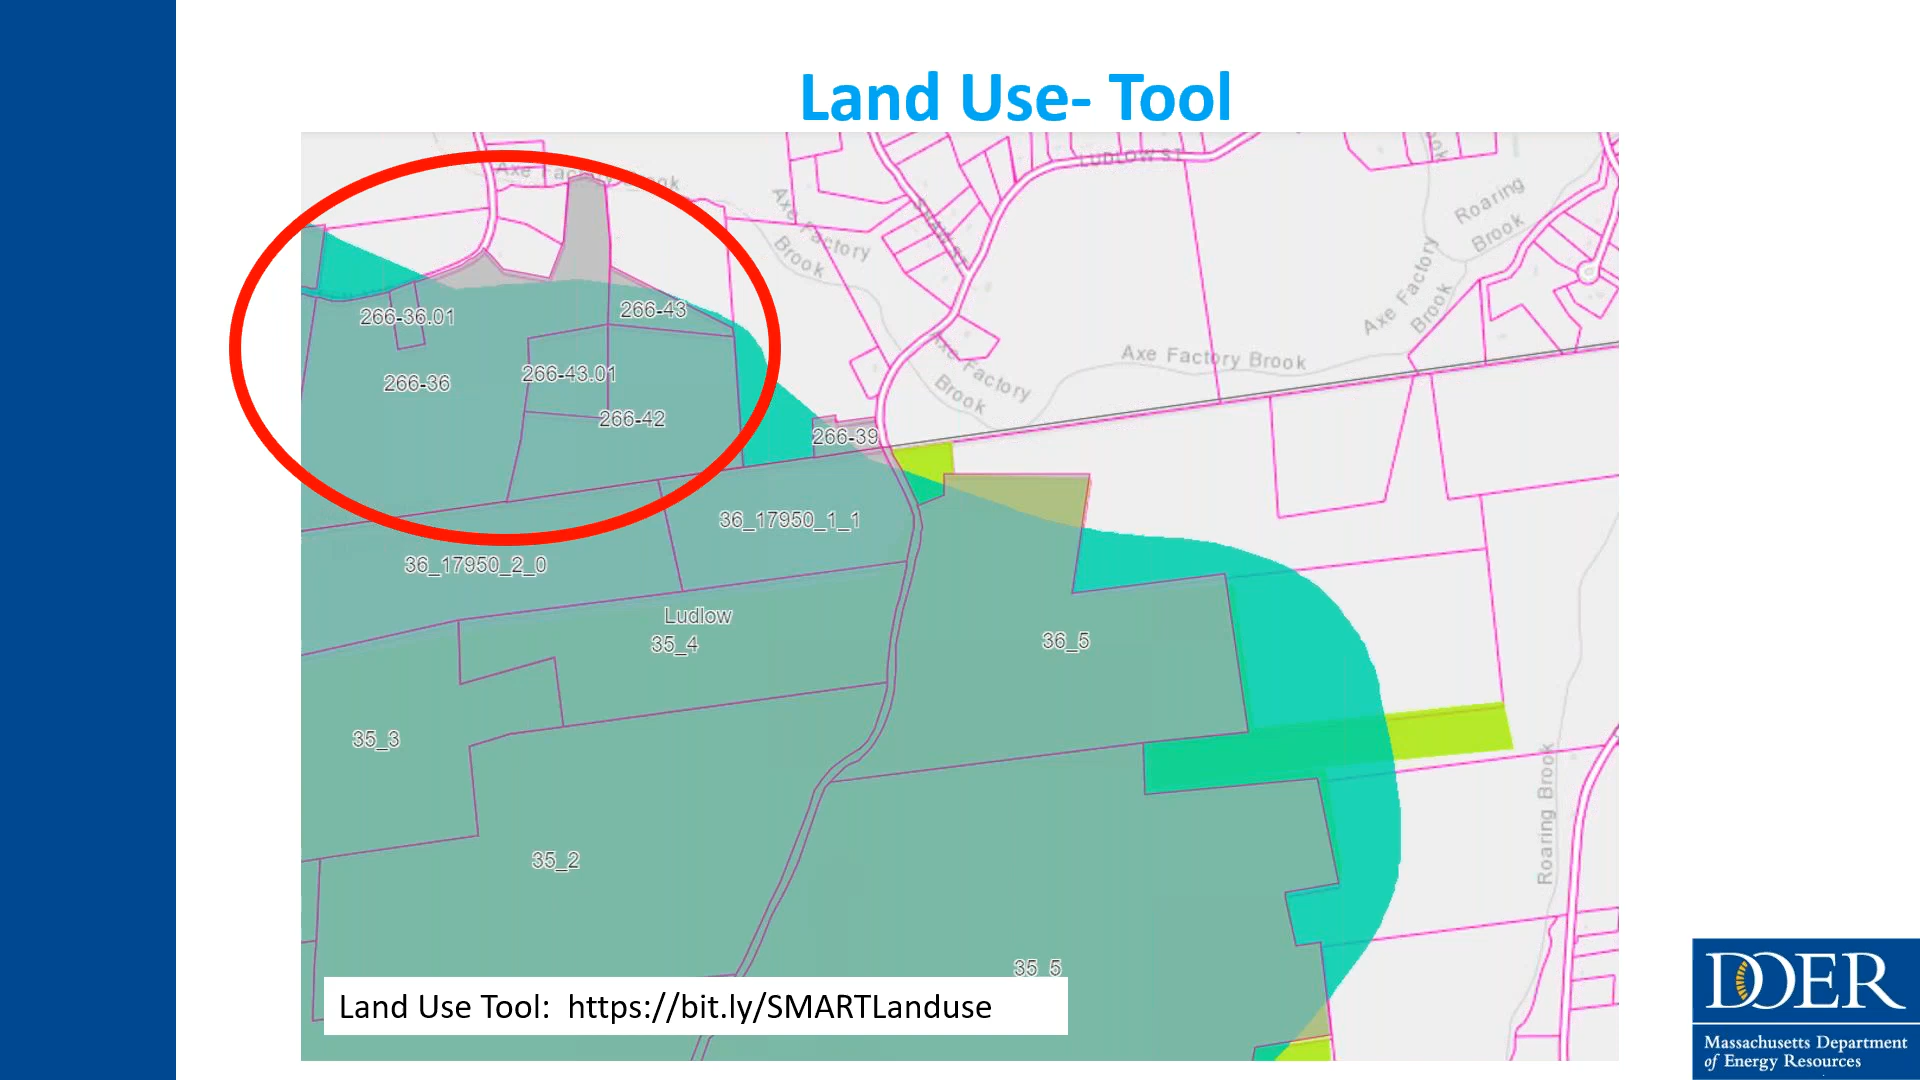 Land Use- Tool
Axe Factory Brook
LUDLOW ST
Roaring
Brook
Axe Factory
Brook
Axe Factory
Brook
266-43
266-36.01
Axe Factory Brook
Axe Factory
Brook
266-43.01
266-36
266-42
266-39
36_17950_1_1
36_17950_2_0
Ludlow
35_4
36_5
35_3
Roaring Brook
35_2
35_5
Land Use Tool: https://bit.ly/SMARTLanduse
DOER
Massachusetts Department
of Energy Resources